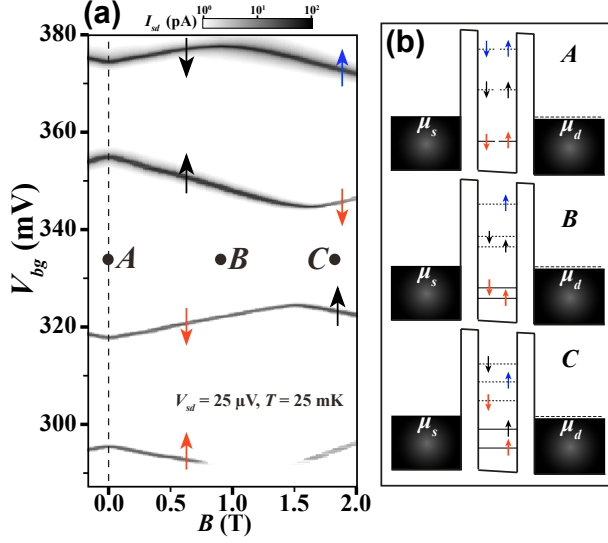 (a)
I_sd (pA)
10^0 10^1 10^2
380
360
340
320
300
V_bg (mV)
A
B
C
V_sd = 25 µV, T = 25 mK
0.0 0.5 1.0 1.5 2.0
B (T)
(b)
A
μ_s
μ_d
B
μ_s
μ_d
C
μ_s
μ_d